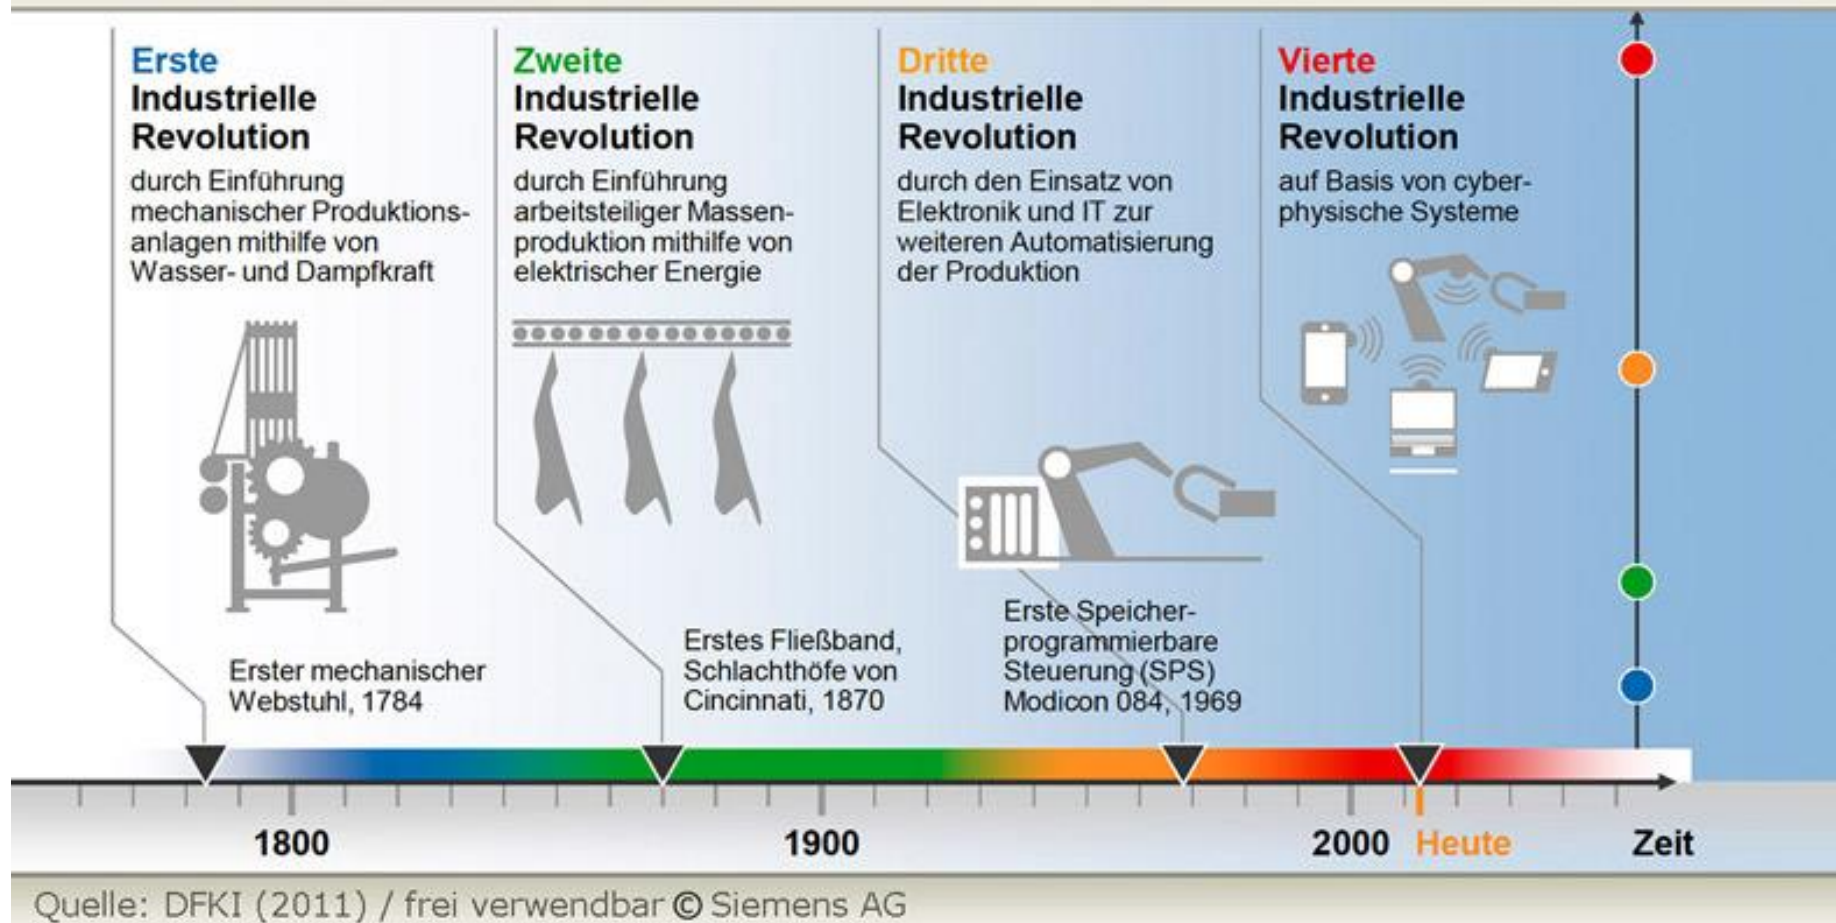 Erste
Industrielle
Revolution
durch Einführung
mechanischer Produktions-
anlagen mithilfe von
Wasser- und Dampfkraft
Erster mechanischer
Webstuhl, 1784
Zweite
Industrielle
Revolution
durch Einführung
arbeitsteiliger Massen-
produktion mithilfe von
elektrischer Energie
Erstes Fließband,
Schlachthöfe von
Cincinnati, 1870
Dritte
Industrielle
Revolution
durch den Einsatz von
Elektronik und IT zur
weiteren Automatisierung
der Produktion
Erste Speicher-
programmierbare
Steuerung (SPS)
Modicon 084, 1969
Vierte
Industrielle
Revolution
auf Basis von cyber-
physische Systeme
1800
1900
2000
Heute
Zeit
Quelle: DFKI (2011) / frei verwendbar © Siemens AG